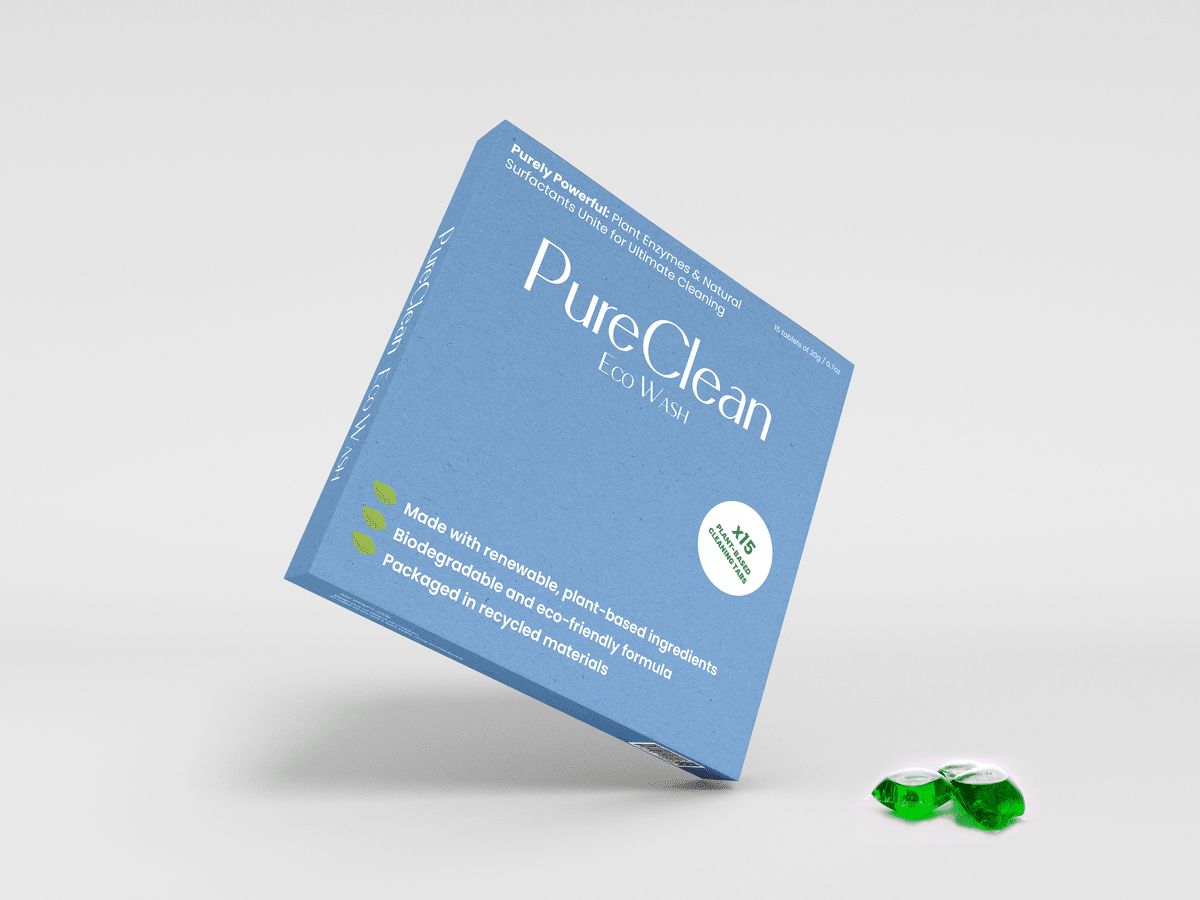 Purely Powerful: Plant Enzymes & Natural
Surfactants Unite for Ultimate Cleaning
15 tablets of 20g / 0.7oz
PureClean
Eco Wash
PureClean Eco Wash
x15
PLANT-BASED
CLEANING TABS
Made with renewable, plant-based ingredients
Biodegradable and eco-friendly formula
Packaged in recycled materials